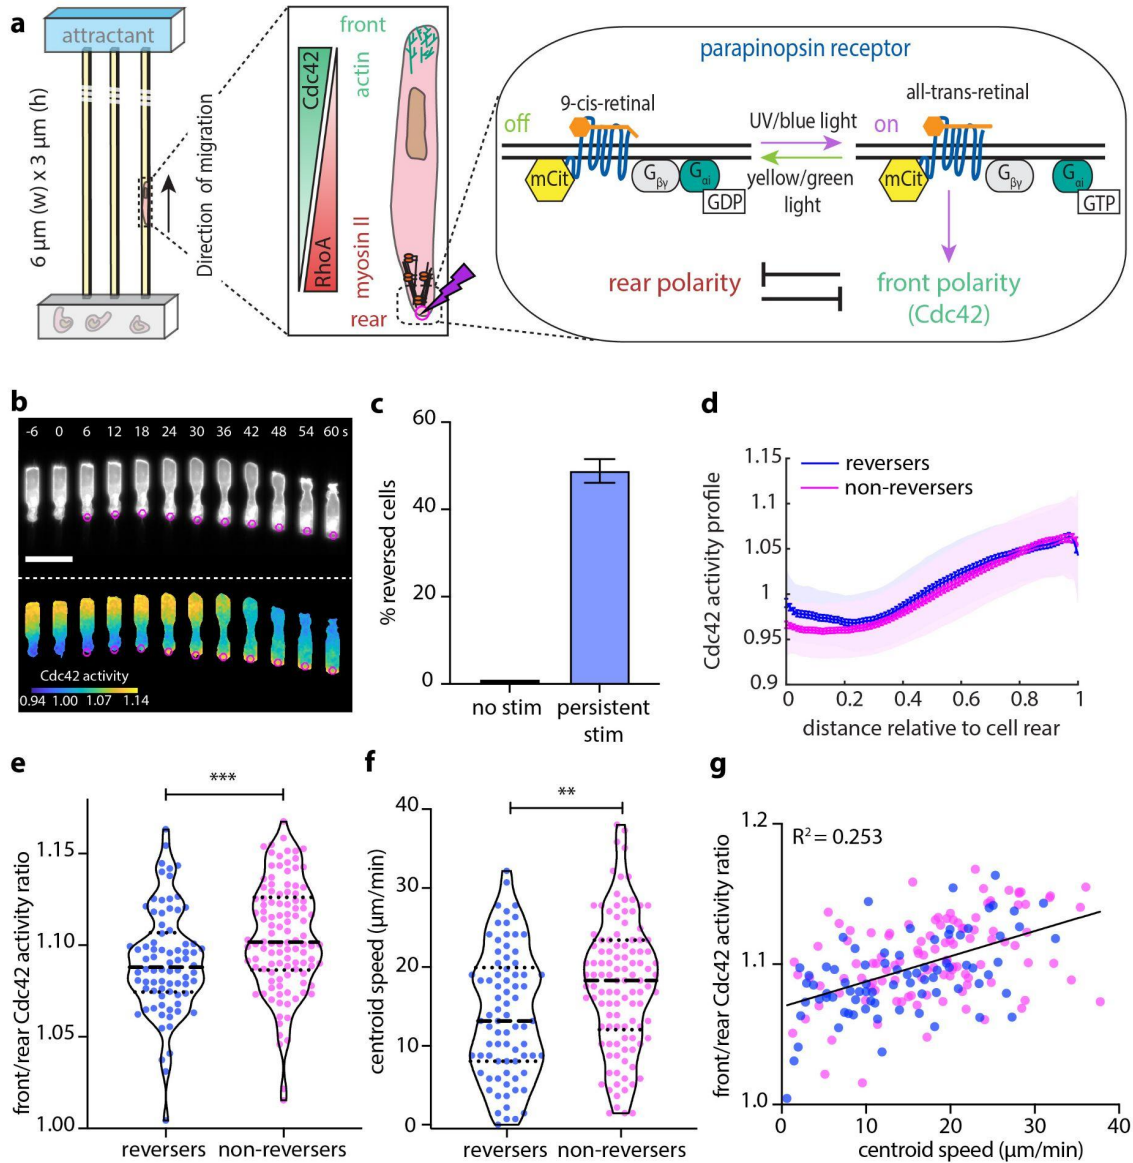 a
attractant
6 µm (w) x 3 µm (h)
Direction of migration
front
Cdc42
actin
RhoA
myosin II
rear
parapinopsin receptor
off
9-cis-retinal
UV/blue light
yellow/green
light
on
all-trans-retinal
mCit
Gβγ
Gαi
GDP
mCit
Gβγ
Gαi
GTP
rear polarity
front polarity
(Cdc42)
b
-6 0 6 12 18 24 30 36 42 48 54 60 s
Cdc42 activity
0.94 1.00 1.07 1.14
c
% reversed cells
60
40
20
0
no stim
persistent
stim
d
Cdc42 activity profile
1.15
1.1
1.05
1
0.95
0.9
reversers
non-reversers
0 0.2 0.4 0.6 0.8 1
distance relative to cell rear
e
front/rear Cdc42 activity ratio
***
1.15
1.10
1.05
1.00
reversers non-reversers
f
centroid speed (µm/min)
**
40
30
20
10
0
reversers non-reversers
g
front/rear Cdc42 activity ratio
R² = 0.253
1.2
1.1
1.0
0 10 20 30 40
centroid speed (µm/min)